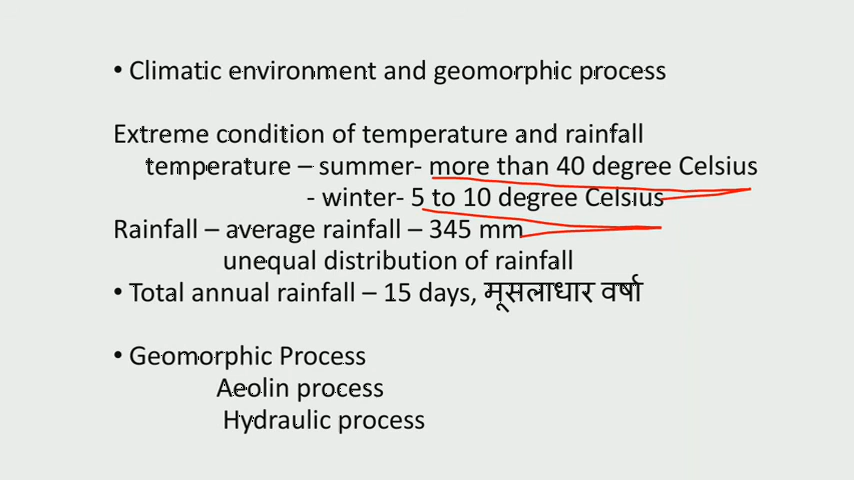 • Climatic environment and geomorphic process
Extreme condition of temperature and rainfall
temperature – summer- more than 40 degree Celsius
- winter- 5 to 10 degree Celsius
Rainfall – average rainfall – 345 mm
unequal distribution of rainfall
• Total annual rainfall – 15 days, मूसलाधार वर्षा
• Geomorphic Process
Aeolin process
Hydraulic process